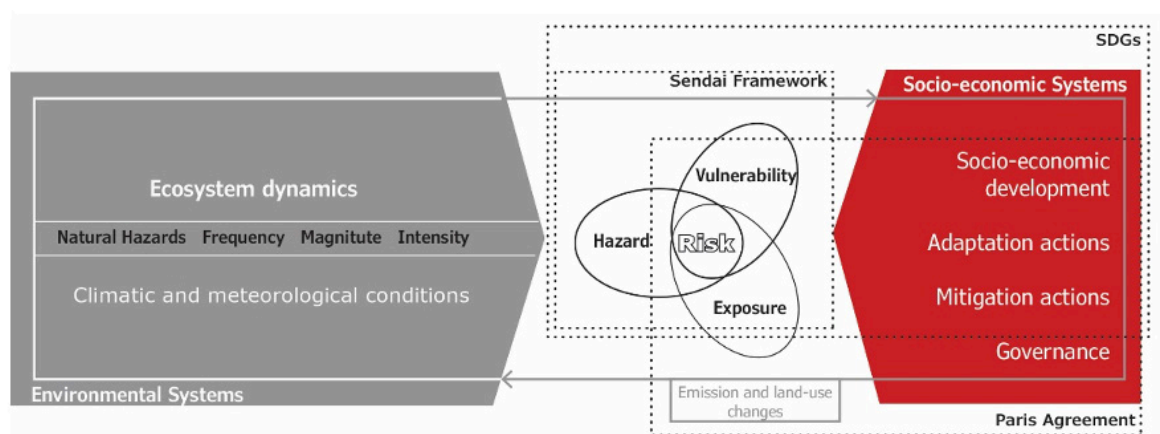 SDGs
Sendai Framework
Socio-economic Systems
Ecosystem dynamics
Natural Hazards Frequency Magnitute Intensity
Climatic and meteorological conditions
Environmental Systems
Vulnerability
Hazard
Risk
Exposure
Socio-economic
development
Adaptation actions
Mitigation actions
Governance
Emission and land-use
changes
Paris Agreement